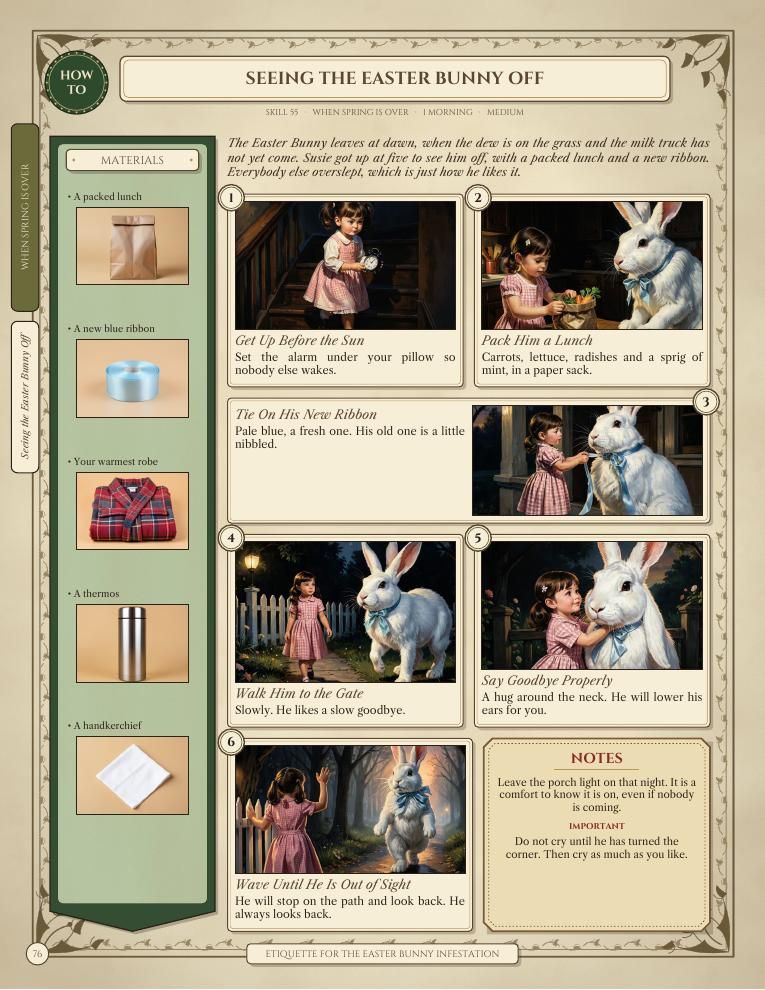 HOW
TO
SEEING THE EASTER BUNNY OFF
SKILL 55 · WHEN SPRING IS OVER · 1 MORNING · MEDIUM
WHEN SPRING IS OVER
Seeing the Easter Bunny Off
MATERIALS
• A packed lunch
• A new blue ribbon
• Your warmest robe
• A thermos
• A handkerchief
The Easter Bunny leaves at dawn, when the dew is on the grass and the milk truck has
not yet come. Susie got up at five to see him off, with a packed lunch and a new ribbon.
Everybody else overslept, which is just how he likes it.
1
Get Up Before the Sun
Set the alarm under your pillow so
nobody else wakes.
2
Pack Him a Lunch
Carrots, lettuce, radishes and a sprig of
mint, in a paper sack.
3
Tie On His New Ribbon
Pale blue, a fresh one. His old one is a little
nibbled.
4
Walk Him to the Gate
Slowly. He likes a slow goodbye.
5
Say Goodbye Properly
A hug around the neck. He will lower his
ears for you.
6
Wave Until He Is Out of Sight
He will stop on the path and look back. He
always looks back.
NOTES
Leave the porch light on that night. It is a
comfort to know it is on, even if nobody
is coming.
IMPORTANT
Do not cry until he has turned the
corner. Then cry as much as you like.
76
ETIQUETTE FOR THE EASTER BUNNY INFESTATION